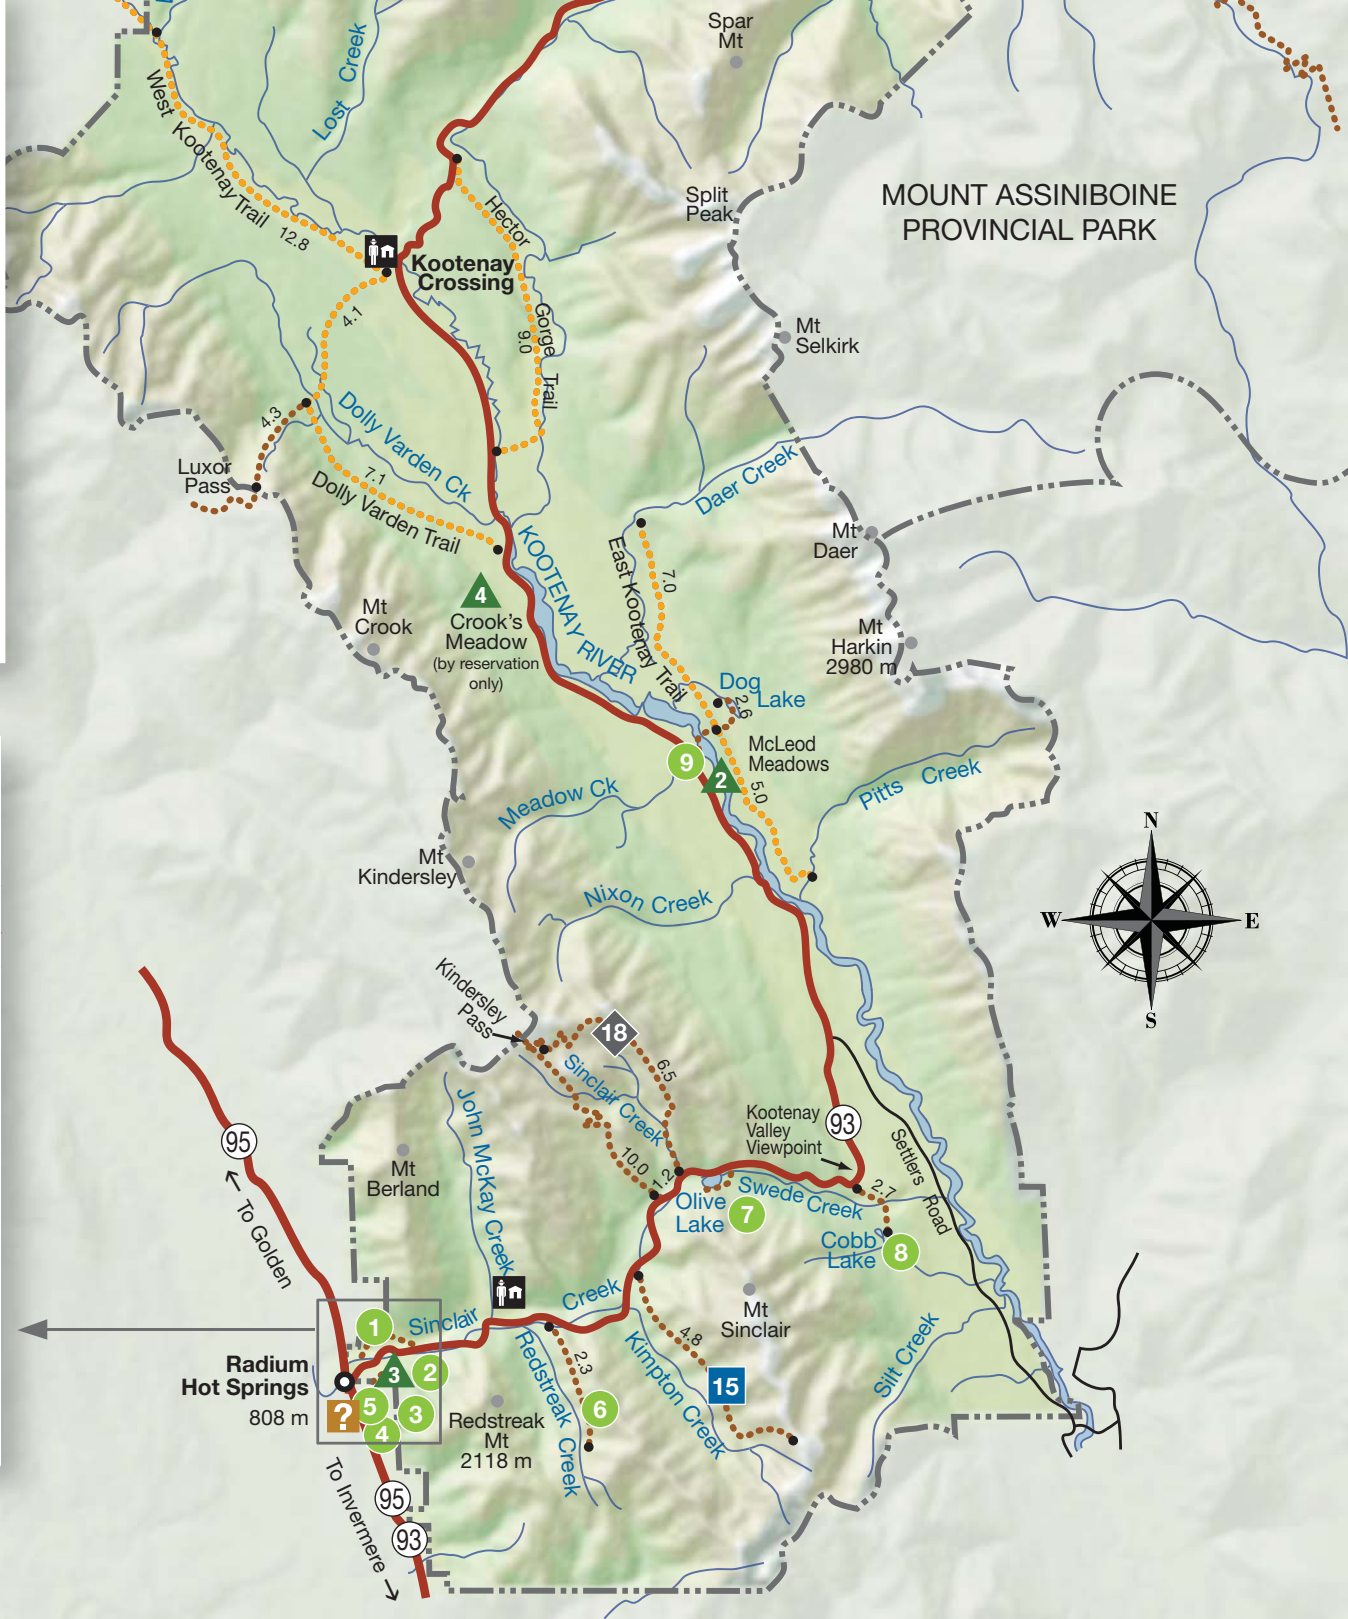 Spar
Mt
Lost Creek
West Kootenay Trail
12.8
Split
Peak
MOUNT ASSINIBOINE
PROVINCIAL PARK
Hector
Gorge
Trail
9.0
Kootenay
Crossing
4.1
Mt
Selkirk
4.3
Dolly Varden Ck
Luxor
Pass
7.1
Dolly Varden Trail
Daer Creek
KOOTENAY RIVER
East Kootenay Trail
7.0
Mt
Daer
4
Crook's
Meadow
(by reservation
only)
Mt
Crook
Mt
Harkin
2980 m
Dog
Lake
2.6
9
2
McLeod
Meadows
5.0
Pitts Creek
Meadow Ck
Mt
Kindersley
Nixon Creek
N
W
E
S
Kindersley
Pass
18
6.5
Sinclair Creek
John McKay Creek
Kootenay
Valley
Viewpoint
93
Settlers Road
95
To Golden
Mt
Berland
10.0
1.2
Olive
Lake
7
Swede Creek
2.7
Cobb
Lake
8
Sinclair Creek
Mt
Sinclair
1
Radium
Hot Springs
808 m
3
2
5
3
4
?
Redstreak
Mt
2118 m
Redstreak Creek
2.3
6
Kimpton Creek
4.8
15
Silt Creek
95
93
To Invermere